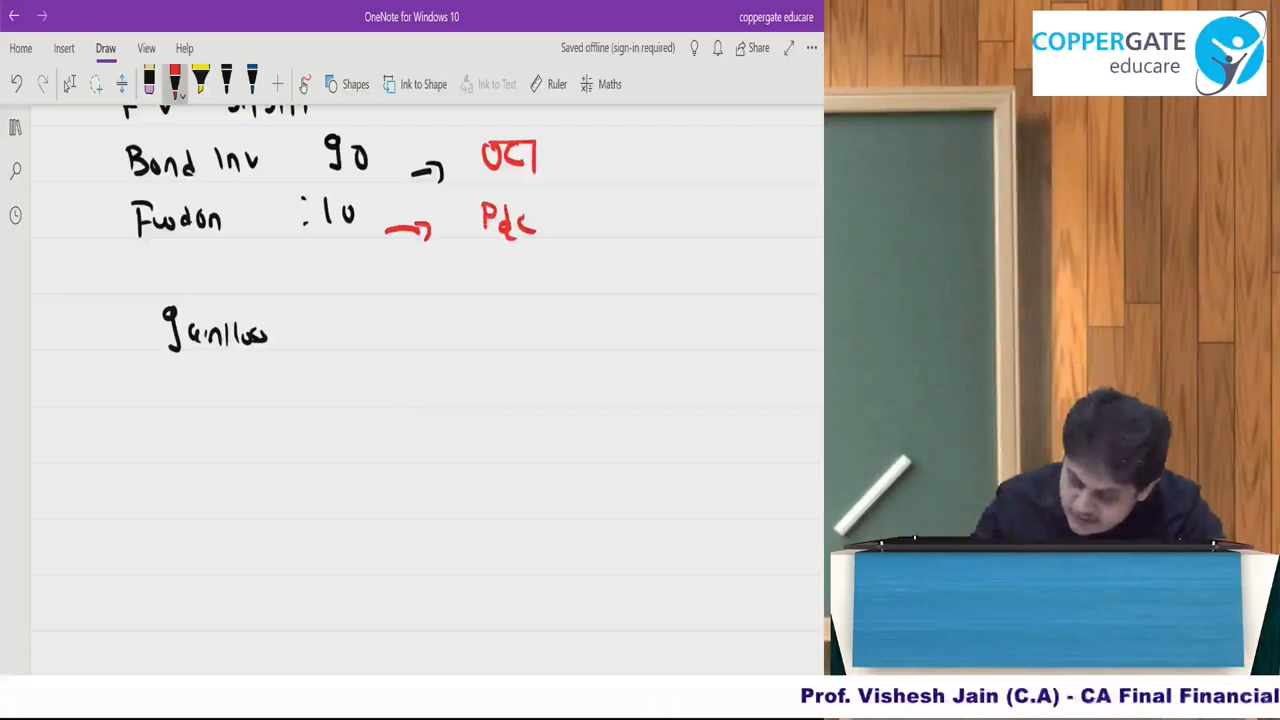 OneNote for Windows 10
coppergate educare
Home Insert Draw View Help
Saved offline (sign-in required)
Share
Shapes
Ink to Shape
Ink to Text
Ruler
Maths
Bond Inv 90 → OCI
: 10 → P&L
gain/loss
COPPERGATE
educare
Prof. Vishesh Jain (C.A) - CA Final Financial